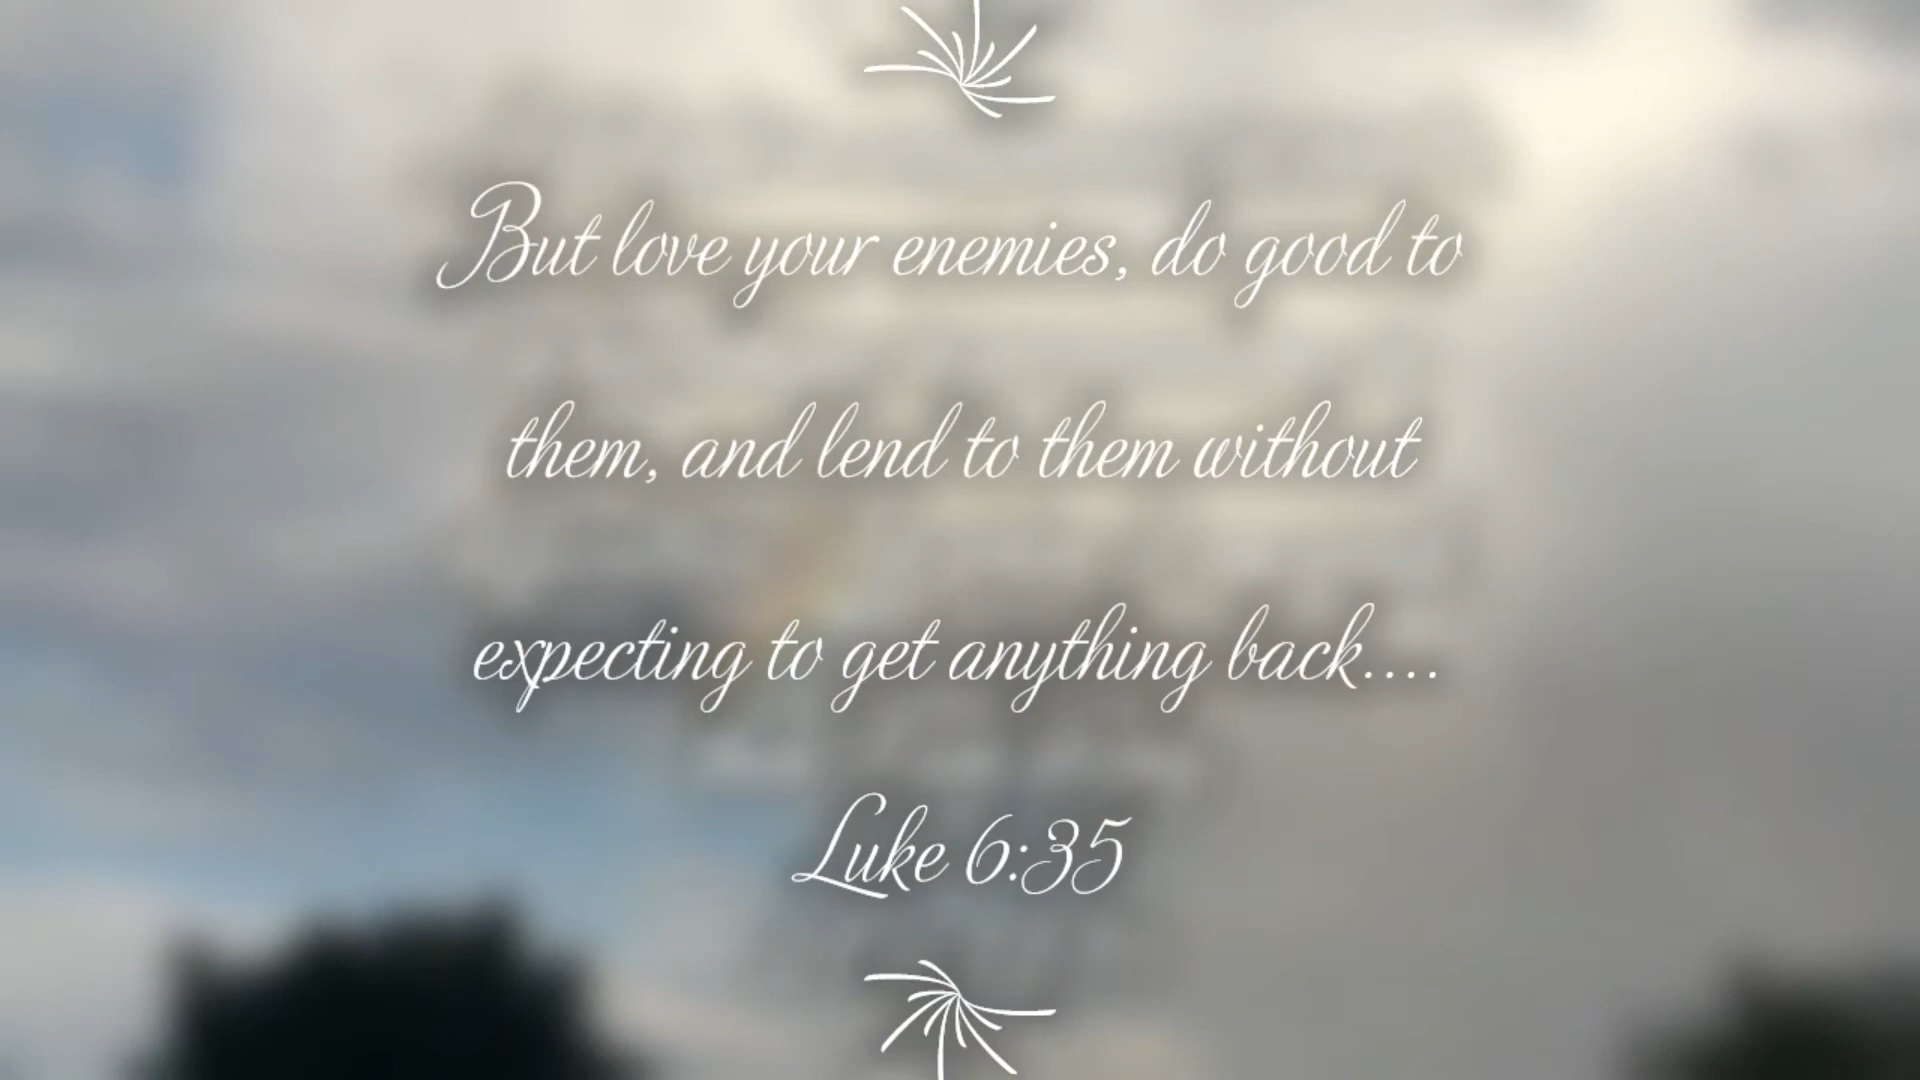 But love your enemies, do good to
them, and lend to them without
expecting to get anything back....
Luke 6:35